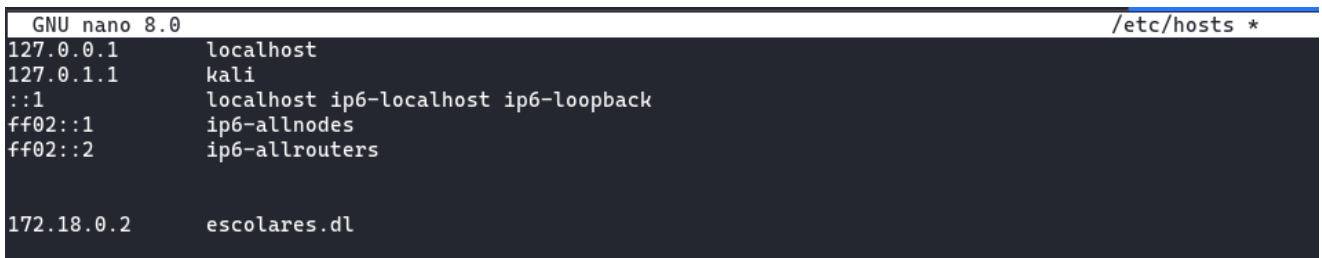 GNU nano 8.0 /etc/hosts *
127.0.0.1 localhost
127.0.1.1 kali
::1 localhost ip6-localhost ip6-loopback
ff02::1 ip6-allnodes
ff02::2 ip6-allrouters
172.18.0.2 escolares.dl